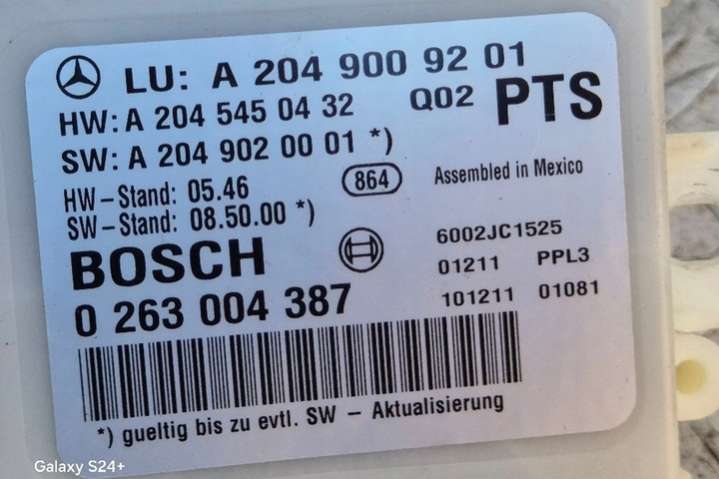 LU: A 204 900 92 01
HW: A 204 545 04 32 Q02 PTS
SW: A 204 902 00 01 *)
HW-Stand: 05.46 864 Assembled in Mexico
SW-Stand: 08.50.00 *)
BOSCH 6002JC1525
01211 PPL3
0 263 004 387 101211 01081
*) gueltig bis zu evtl. SW - Aktualisierung
Galaxy S24+